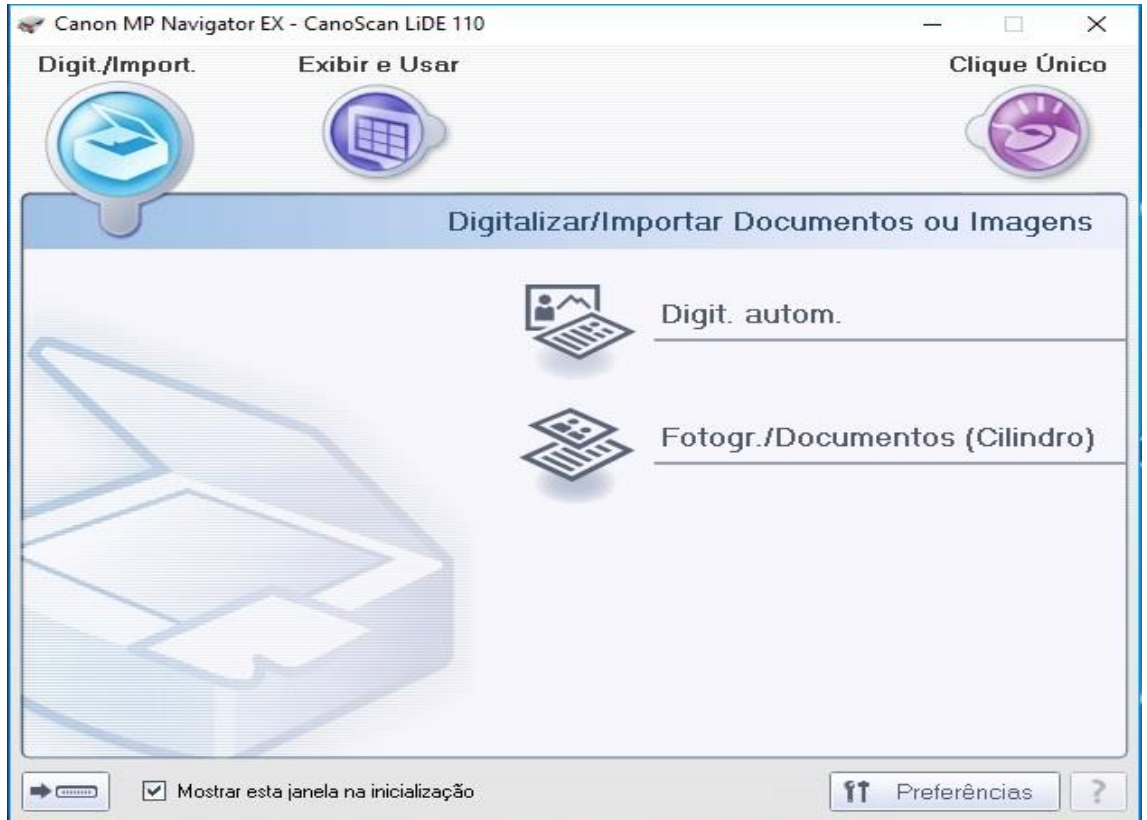 Canon MP Navigator EX - CanoScan LiDE 110
Digit./Import.
Exibir e Usar
Clique Único
Digitalizar/Importar Documentos ou Imagens
Digit. autom.
Fotogr./Documentos (Cilindro)
Mostrar esta janela na inicialização
Preferências
?